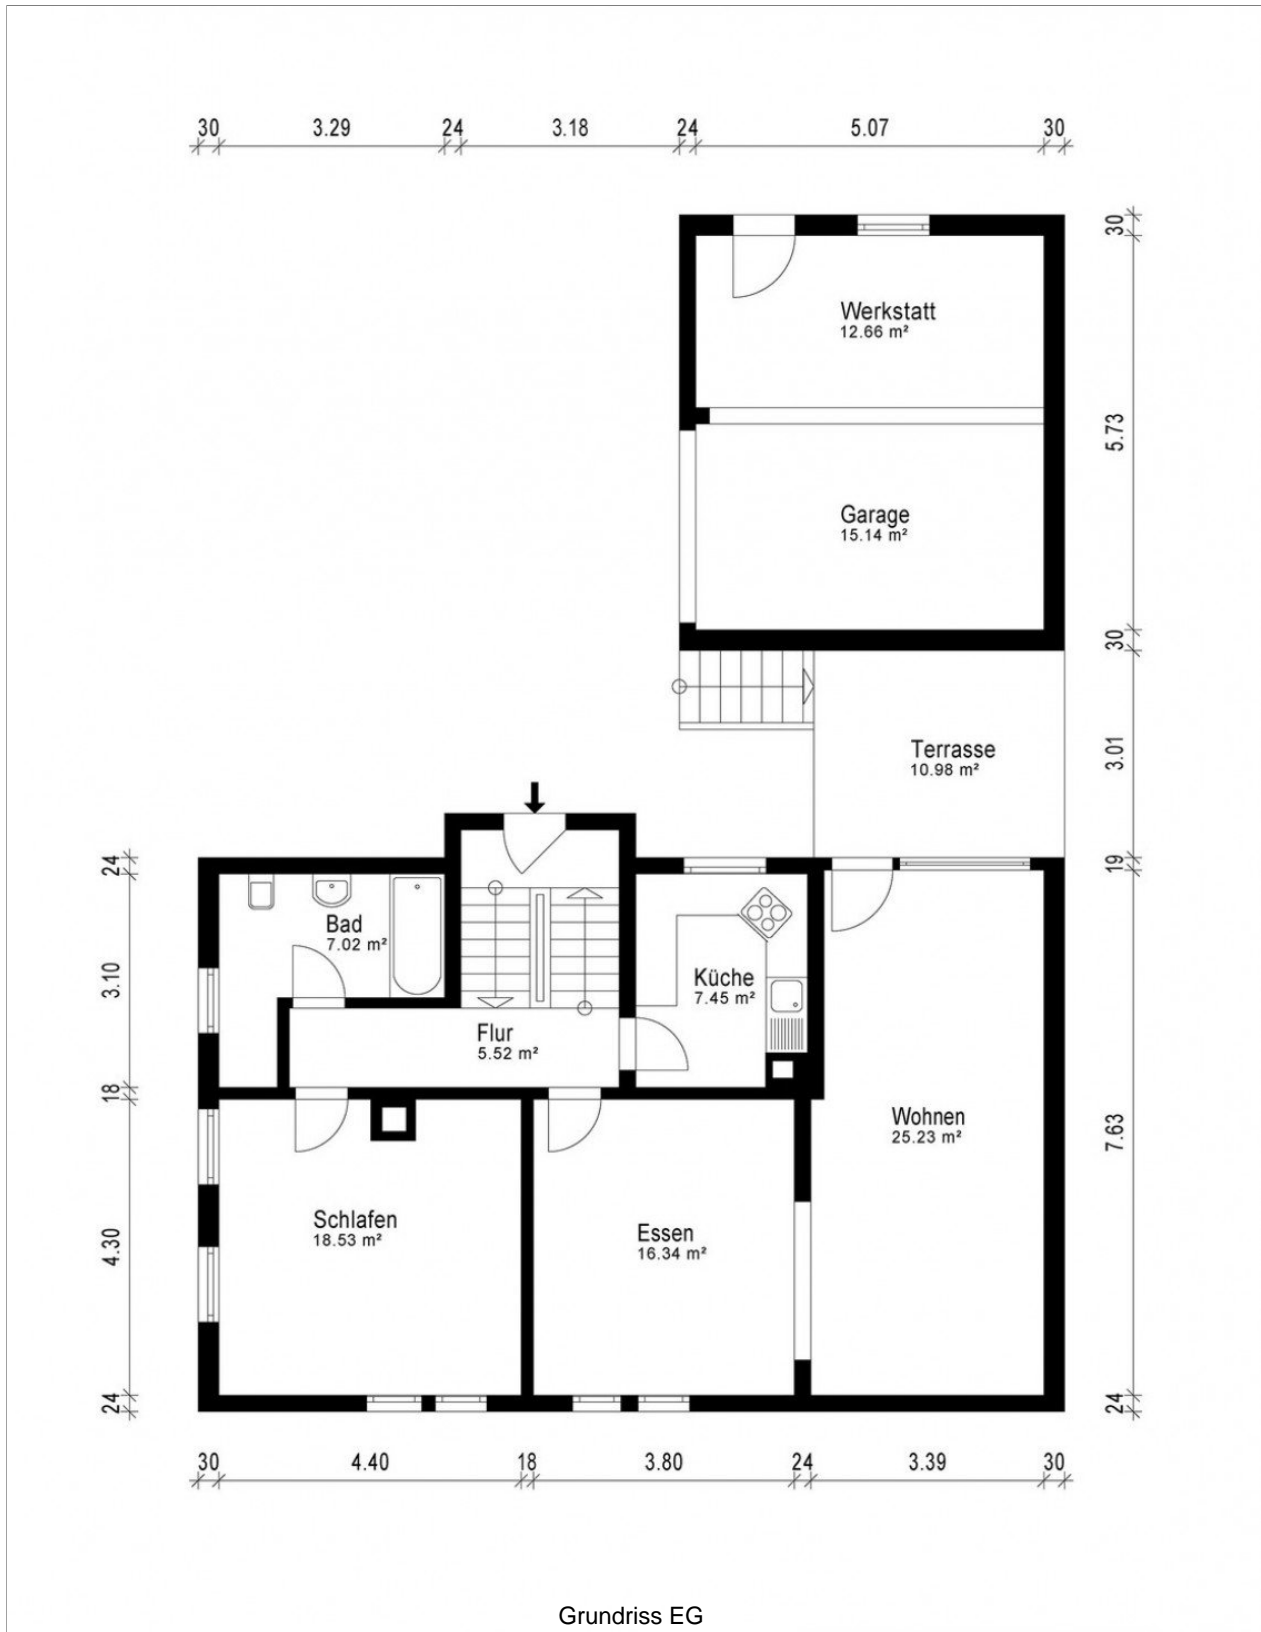 30 3.29 24 3.18 24 5.07 30
30
Werkstatt
12.66 m²
5.73
Garage
15.14 m²
30
Terrasse
10.98 m²
3.01
24
19
Bad
7.02 m²
3.10
Küche
7.45 m²
Flur
5.52 m²
18
Wohnen
25.23 m²
7.63
Schlafen
18.53 m²
4.30
Essen
16.34 m²
24
24
30 4.40 18 3.80 24 3.39 30
Grundriss EG